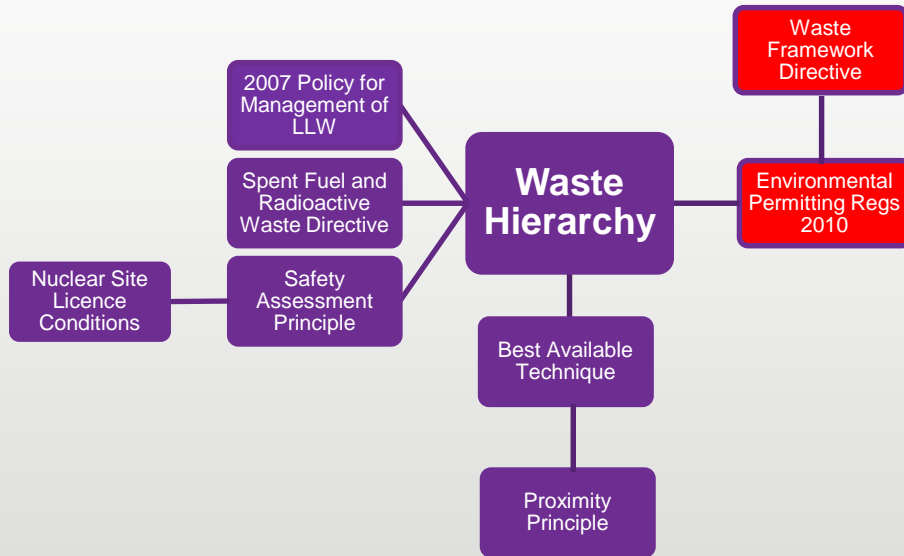 Waste
Framework
Directive
2007 Policy for
Management of
LLW
Waste
Hierarchy
Spent Fuel and
Radioactive
Waste Directive
Environmental
Permitting Regs
2010
Nuclear Site
Licence
Conditions
Safety
Assessment
Principle
Best Available
Technique
Proximity
Principle